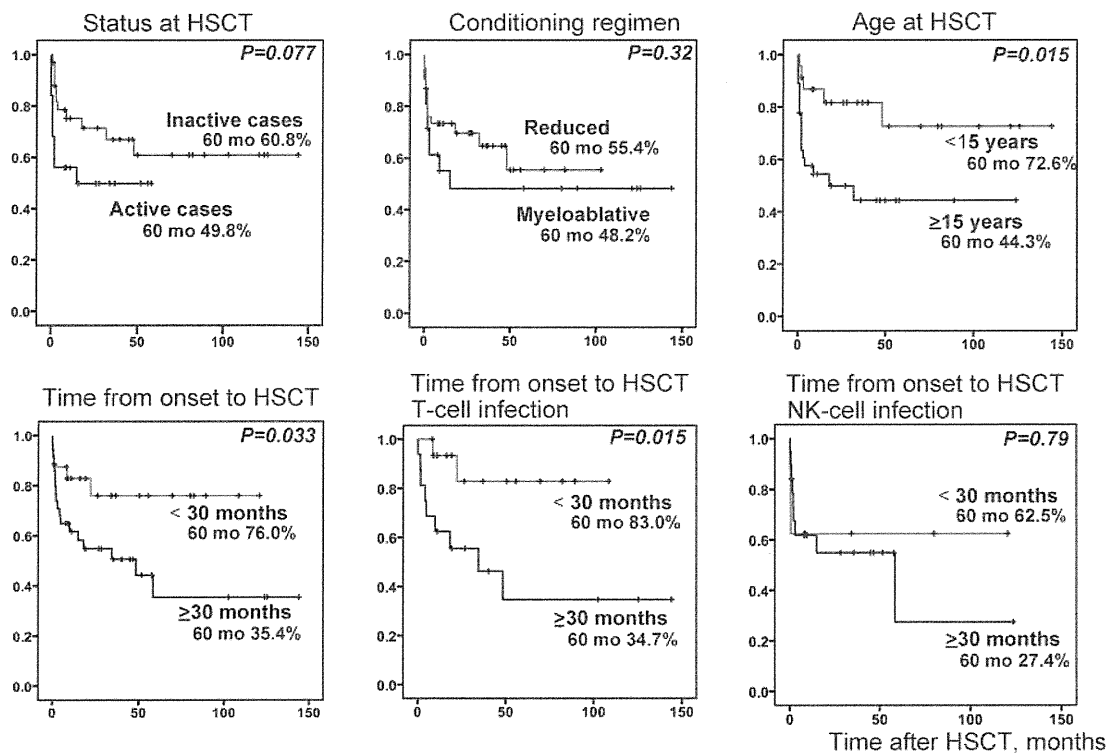 Status at HSCT
P=0.077
1.0
0.8
0.6
0.4
0.2
0.0
Inactive cases
60 mo 60.8%
Active cases
60 mo 49.8%
0 50 100 150
Conditioning regimen
P=0.32
1.0
0.8
0.6
0.4
0.2
0.0
Reduced
60 mo 55.4%
Myeloablative
60 mo 48.2%
0 50 100 150
Age at HSCT
P=0.015
1.0
0.8
0.6
0.4
0.2
0.0
<15 years
60 mo 72.6%
≥15 years
60 mo 44.3%
0 50 100 150
Time from onset to HSCT
P=0.033
1.0
0.8
0.6
0.4
0.2
0.0
< 30 months
60 mo 76.0%
≥30 months
60 mo 35.4%
0 50 100 150
Time from onset to HSCT
T-cell infection
P=0.015
1.0
0.8
0.6
0.4
0.2
0.0
< 30 months
60 mo 83.0%
≥30 months
60 mo 34.7%
0 50 100 150
Time from onset to HSCT
NK-cell infection
P=0.79
1.0
0.8
0.6
0.4
0.2
0.0
< 30 months
60 mo 62.5%
≥30 months
60 mo 27.4%
0 50 100 150
Time after HSCT, months